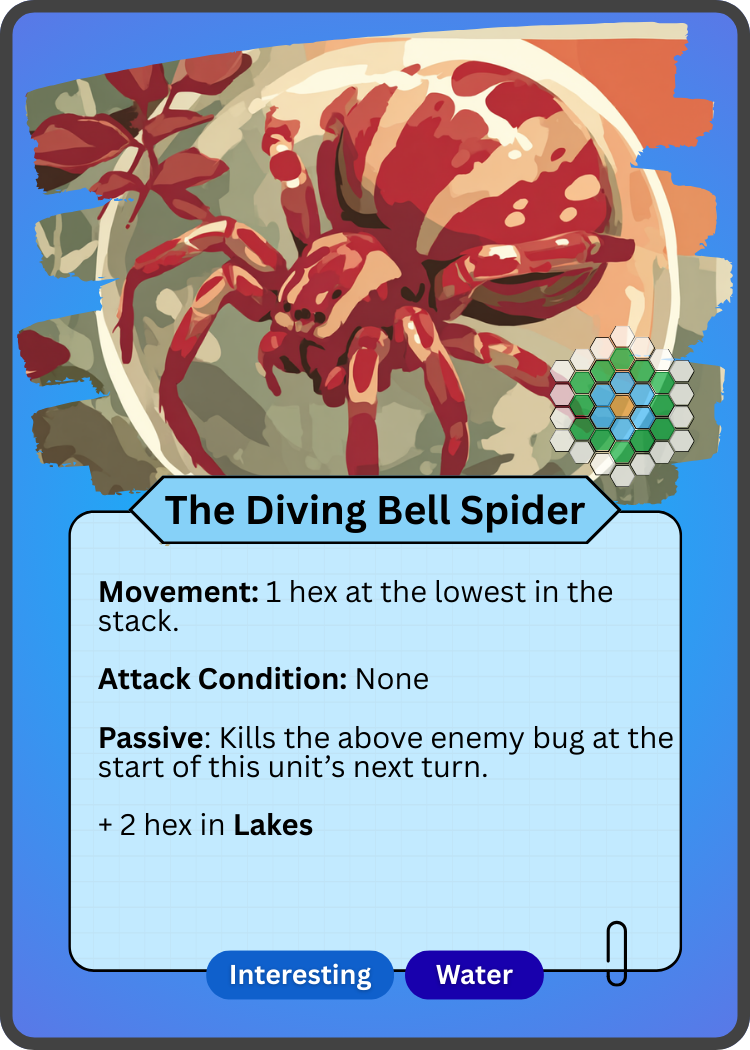 The Diving Bell Spider
Movement: 1 hex at the lowest in the
stack.
Attack Condition: None
Passive: Kills the above enemy bug at the
start of this unit’s next turn.
+ 2 hex in Lakes
Interesting
Water